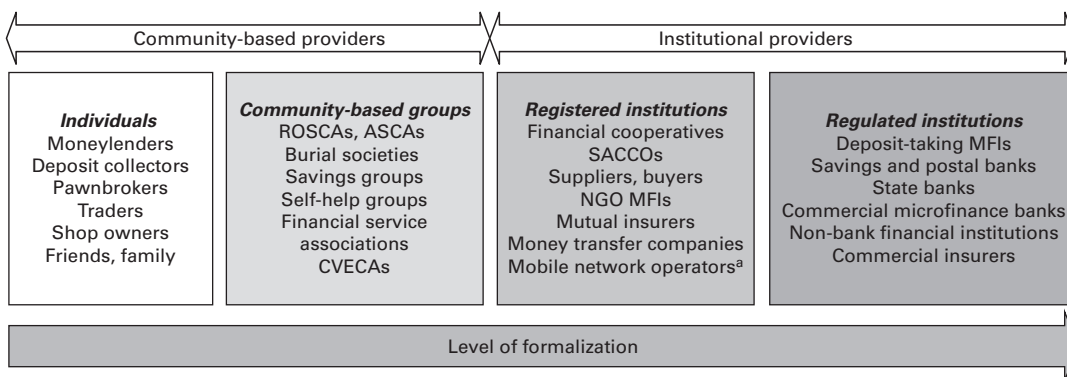 Community-based providers
Institutional providers
Individuals
Moneylenders
Deposit collectors
Pawnbrokers
Traders
Shop owners
Friends, family
Community-based groups
ROSCAs, ASCAs
Burial societies
Savings groups
Self-help groups
Financial service
associations
CVECAs
Registered institutions
Financial cooperatives
SACCOs
Suppliers, buyers
NGO MFIs
Mutual insurers
Money transfer companies
Mobile network operatorsᵃ
Regulated institutions
Deposit-taking MFIs
Savings and postal banks
State banks
Commercial microfinance banks
Non-bank financial institutions
Commercial insurers
Level of formalization